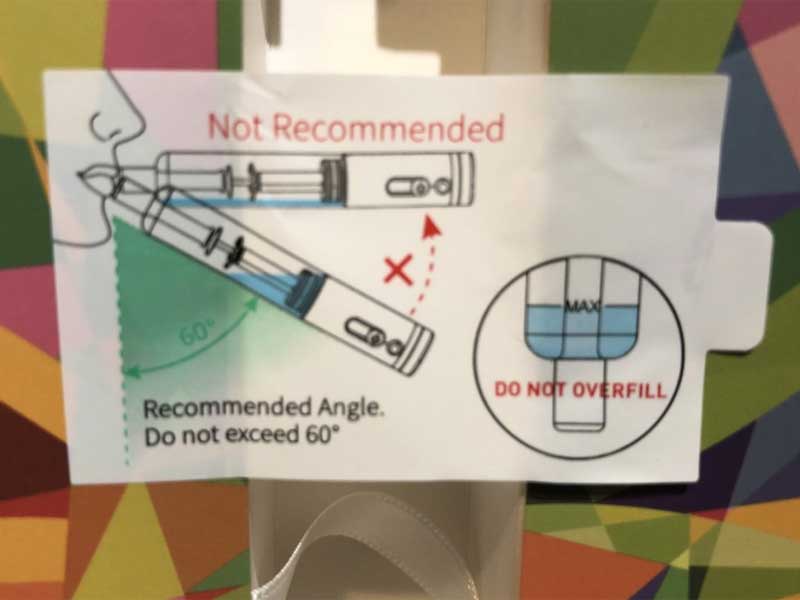 Not Recommended
60°
MAX
DO NOT OVERFILL
Recommended Angle.
Do not exceed 60°